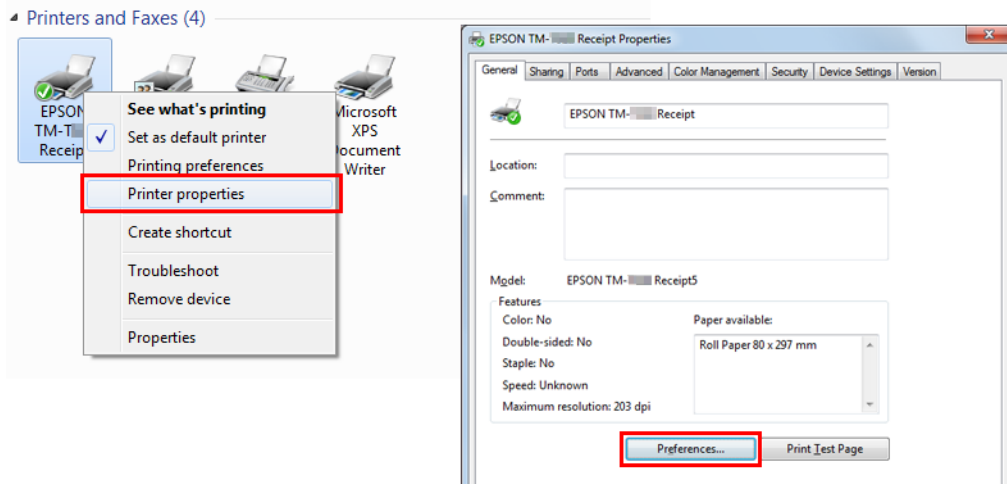 Printers and Faxes (4)
EPSON
TM-T
Receip
See what's printing
Set as default printer
Printing preferences
Printer properties
Create shortcut
Troubleshoot
Remove device
Properties
Microsoft
XPS
Document
Writer
EPSON TM- Receipt Properties
General Sharing Ports Advanced Color Management Security Device Settings Version
EPSON TM- Receipt
Location:
Comment:
Model: EPSON TM- Receipt5
Features
Color: No
Paper available:
Double-sided: No
Roll Paper 80 x 297 mm
Staple: No
Speed: Unknown
Maximum resolution: 203 dpi
Preferences...
Print Test Page